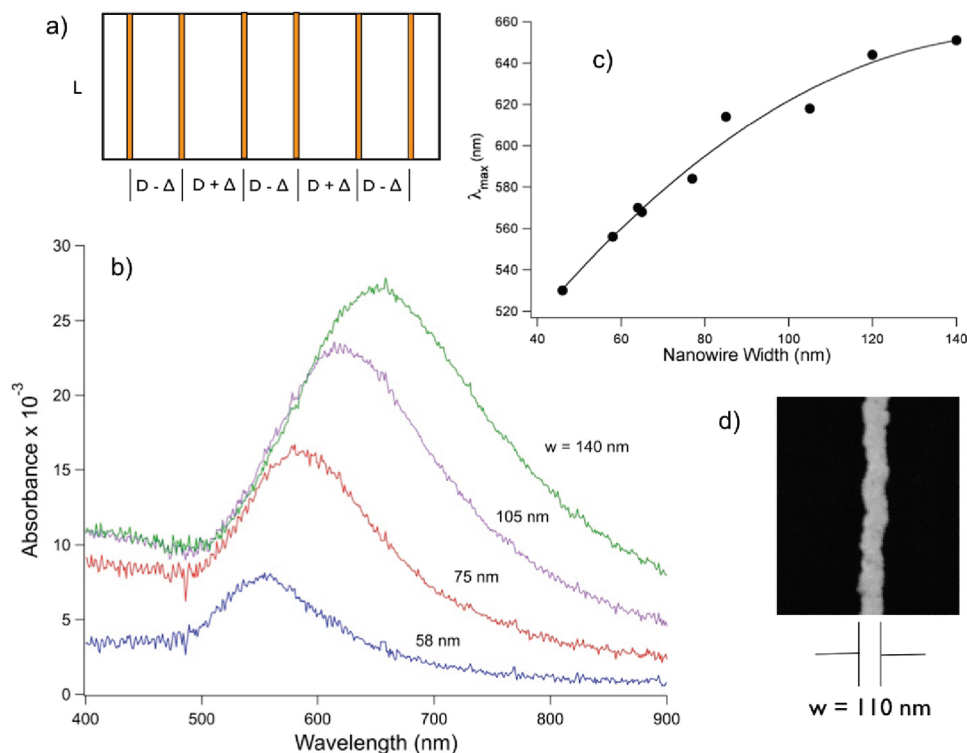 a)
L
D - Δ
D + Δ
D - Δ
D + Δ
D - Δ
b)
30
25
20
15
10
5
0
Absorbance x 10⁻³
400
500
600
700
800
900
Wavelength (nm)
w = 140 nm
105 nm
75 nm
58 nm
c)
660
640
620
600
580
560
540
520
λmax (nm)
40
60
80
100
120
140
Nanowire Width (nm)
d)
w = 110 nm